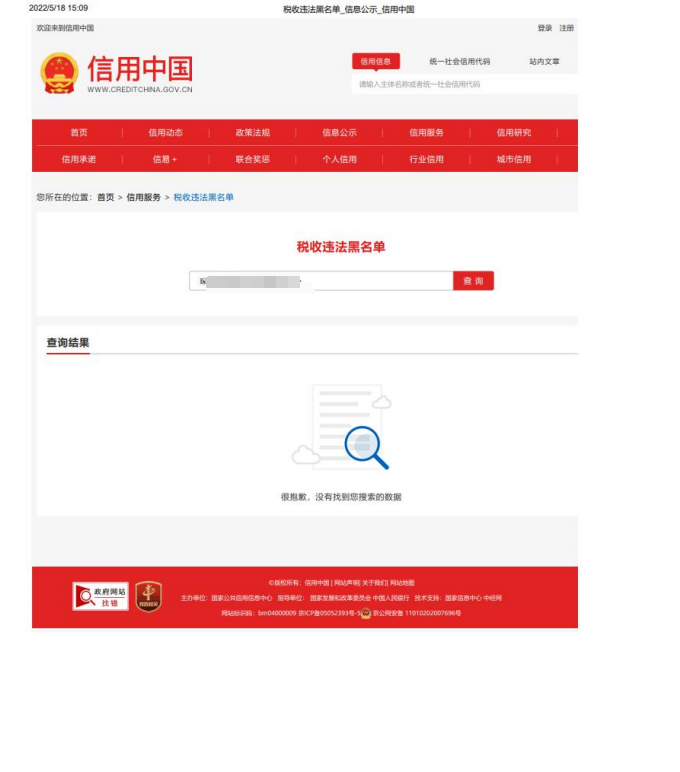 2022/5/18 15:09 税收违法黑名单_信息公示_信用中国
欢迎来到信用中国 登录 注册
信用信息 统一社会信用代码 站内文章
信用中国
WWW.CREDITCHINA.GOV.CN
请输入主体名称或者统一社会信用代码
首页 | 信用动态 | 政策法规 | 信息公示 | 信用服务 | 信用研究 |
信用承诺 | 信易+ | 联合奖惩 | 个人信用 | 行业信用 | 城市信用 |
您所在的位置：首页 > 信用服务 > 税收违法黑名单
税收违法黑名单
查询
查询结果
很抱歉，没有找到您搜索的数据
©版权所有：信用中国 | 网站声明| 关于我们| 网站地图
政府网站
找错
主办单位：国家公共信用信息中心 指导单位：国家发展和改革委员会 中国人民银行 技术支持：国家信息中心 中经网
网站标识码：bm04000009 京ICP备05052393号-5 京公网安备 11010202007696号